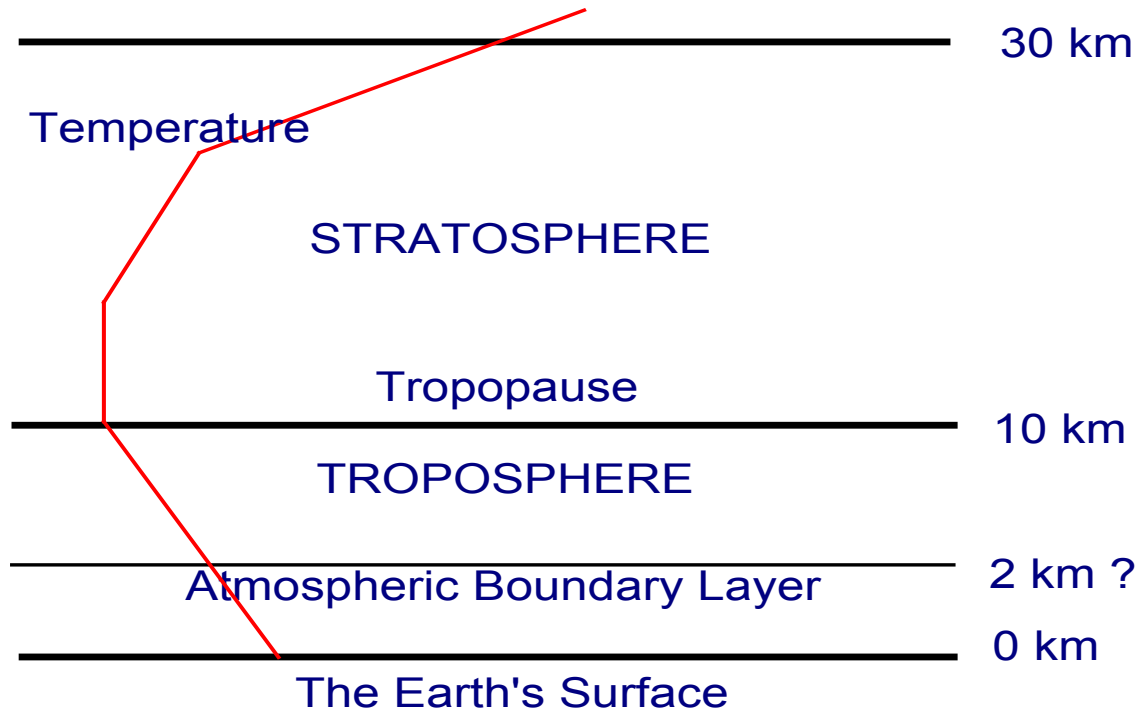 30 km
Temperature
STRATOSPHERE
Tropopause
10 km
TROPOSPHERE
Atmospheric Boundary Layer
2 km ?
0 km
The Earth's Surface